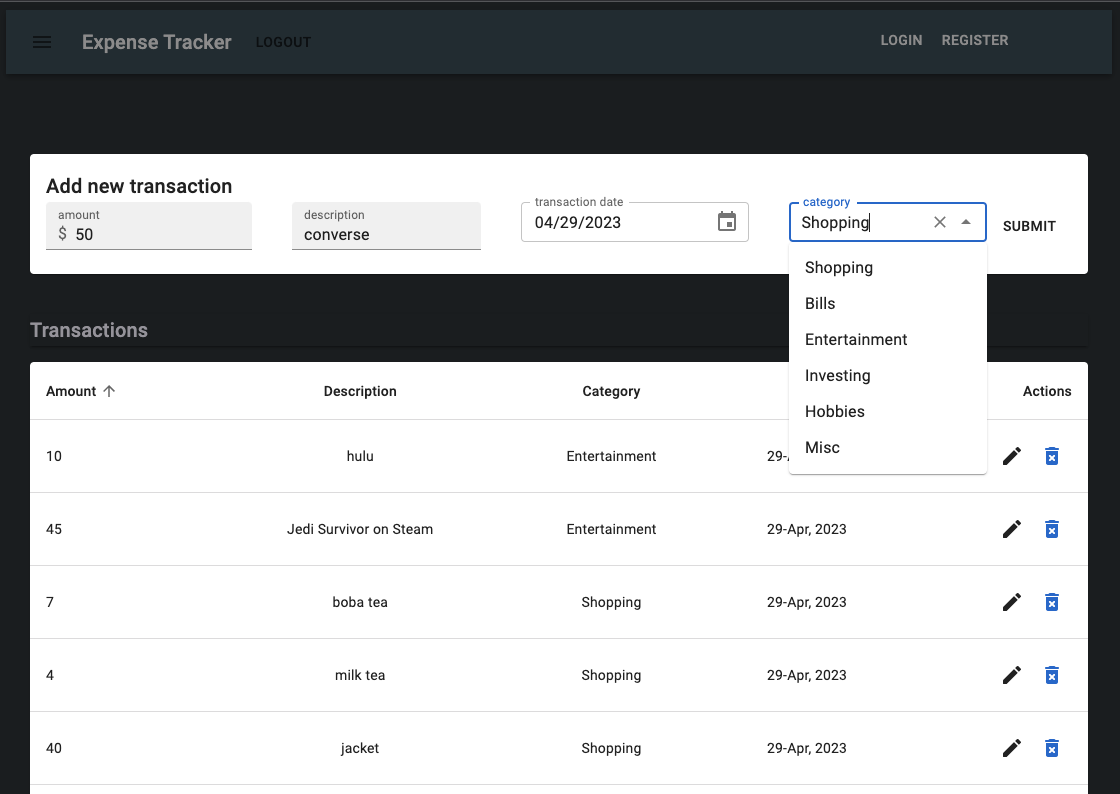 Expense Tracker LOGOUT LOGIN REGISTER
Add new transaction
amount description transaction date category
$ 50 converse 04/29/2023 Shopping SUBMIT
Shopping
Bills
Entertainment
Investing
Hobbies
Misc
Transactions
Amount Description Category Actions
10 hulu Entertainment 29-
45 Jedi Survivor on Steam Entertainment 29-Apr, 2023
7 boba tea Shopping 29-Apr, 2023
4 milk tea Shopping 29-Apr, 2023
40 jacket Shopping 29-Apr, 2023